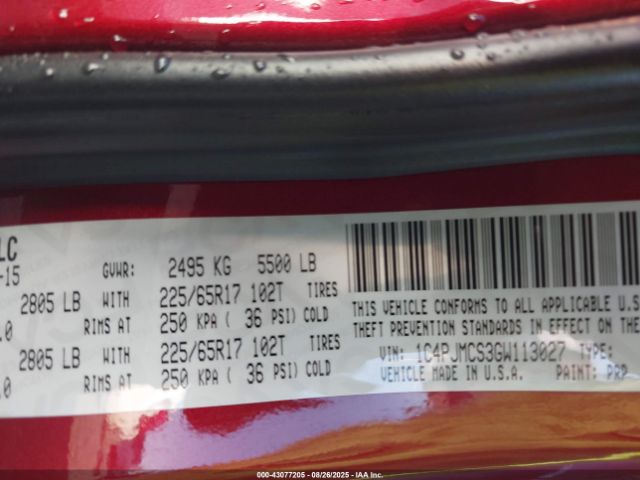 LC
-15 GVWR: 2495 KG 5500 LB
2805 LB WITH 225/65R17 102T TIRES
.0 RIMS AT 250 KPA ( 36 PSI) COLD
2805 LB WITH 225/65R17 102T TIRES
.0 RIMS AT 250 KPA ( 36 PSI) COLD
THIS VEHICLE CONFORMS TO ALL APPLICABLE U.S
THEFT PREVENTION STANDARDS IN EFFECT ON THE
VIN: 1C4PJMCS3GW113027 TYPE:
VEHICLE MADE IN U.S.A. PAINT: PRP
000-43077205 - 08/26/2025 - IAA Inc.